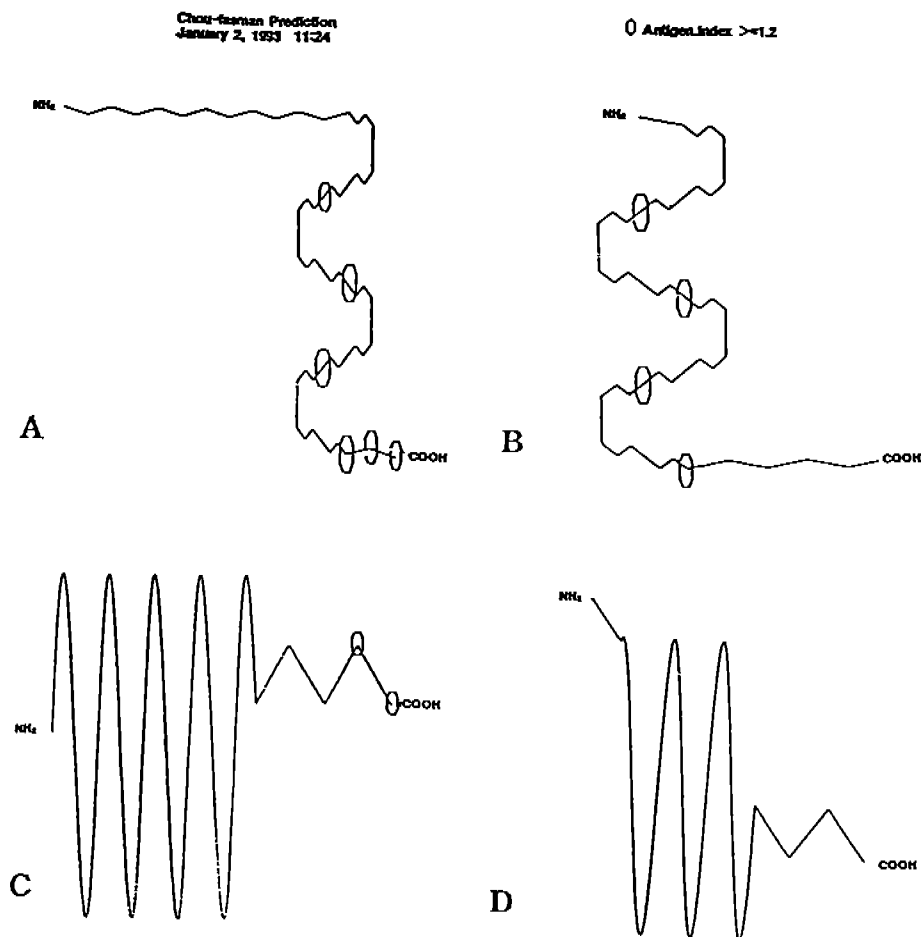 Chou-fasman Prediction
January 2, 1993 11:24
Antigen.Index >=1.2
NH₂
NH₂
A
COOH
B
COOH
NH₂
COOH
NH₂
COOH
C
D